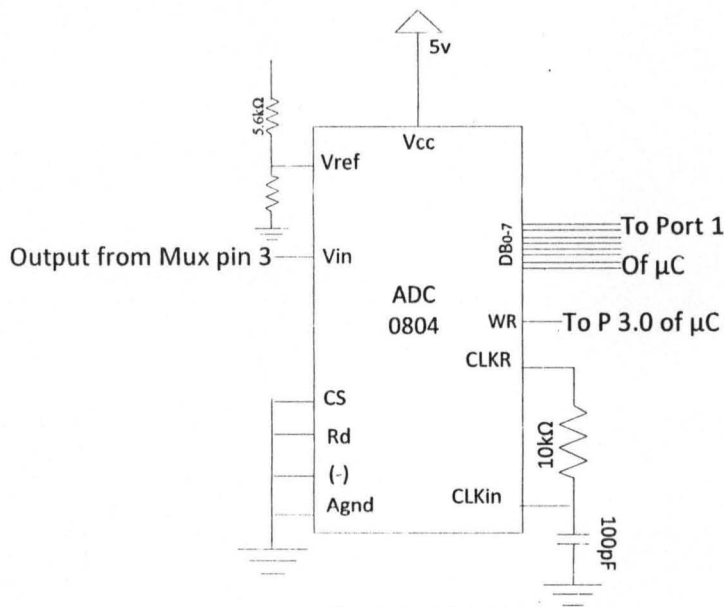 5v
5.6kΩ
Vcc
Vref
DB0-7
To Port 1
Output from Mux pin 3
Vin
Of μC
ADC
0804
WR
To P 3.0 of μC
CLKR
CS
Rd
10kΩ
(-)
Agnd
CLKin
100pF